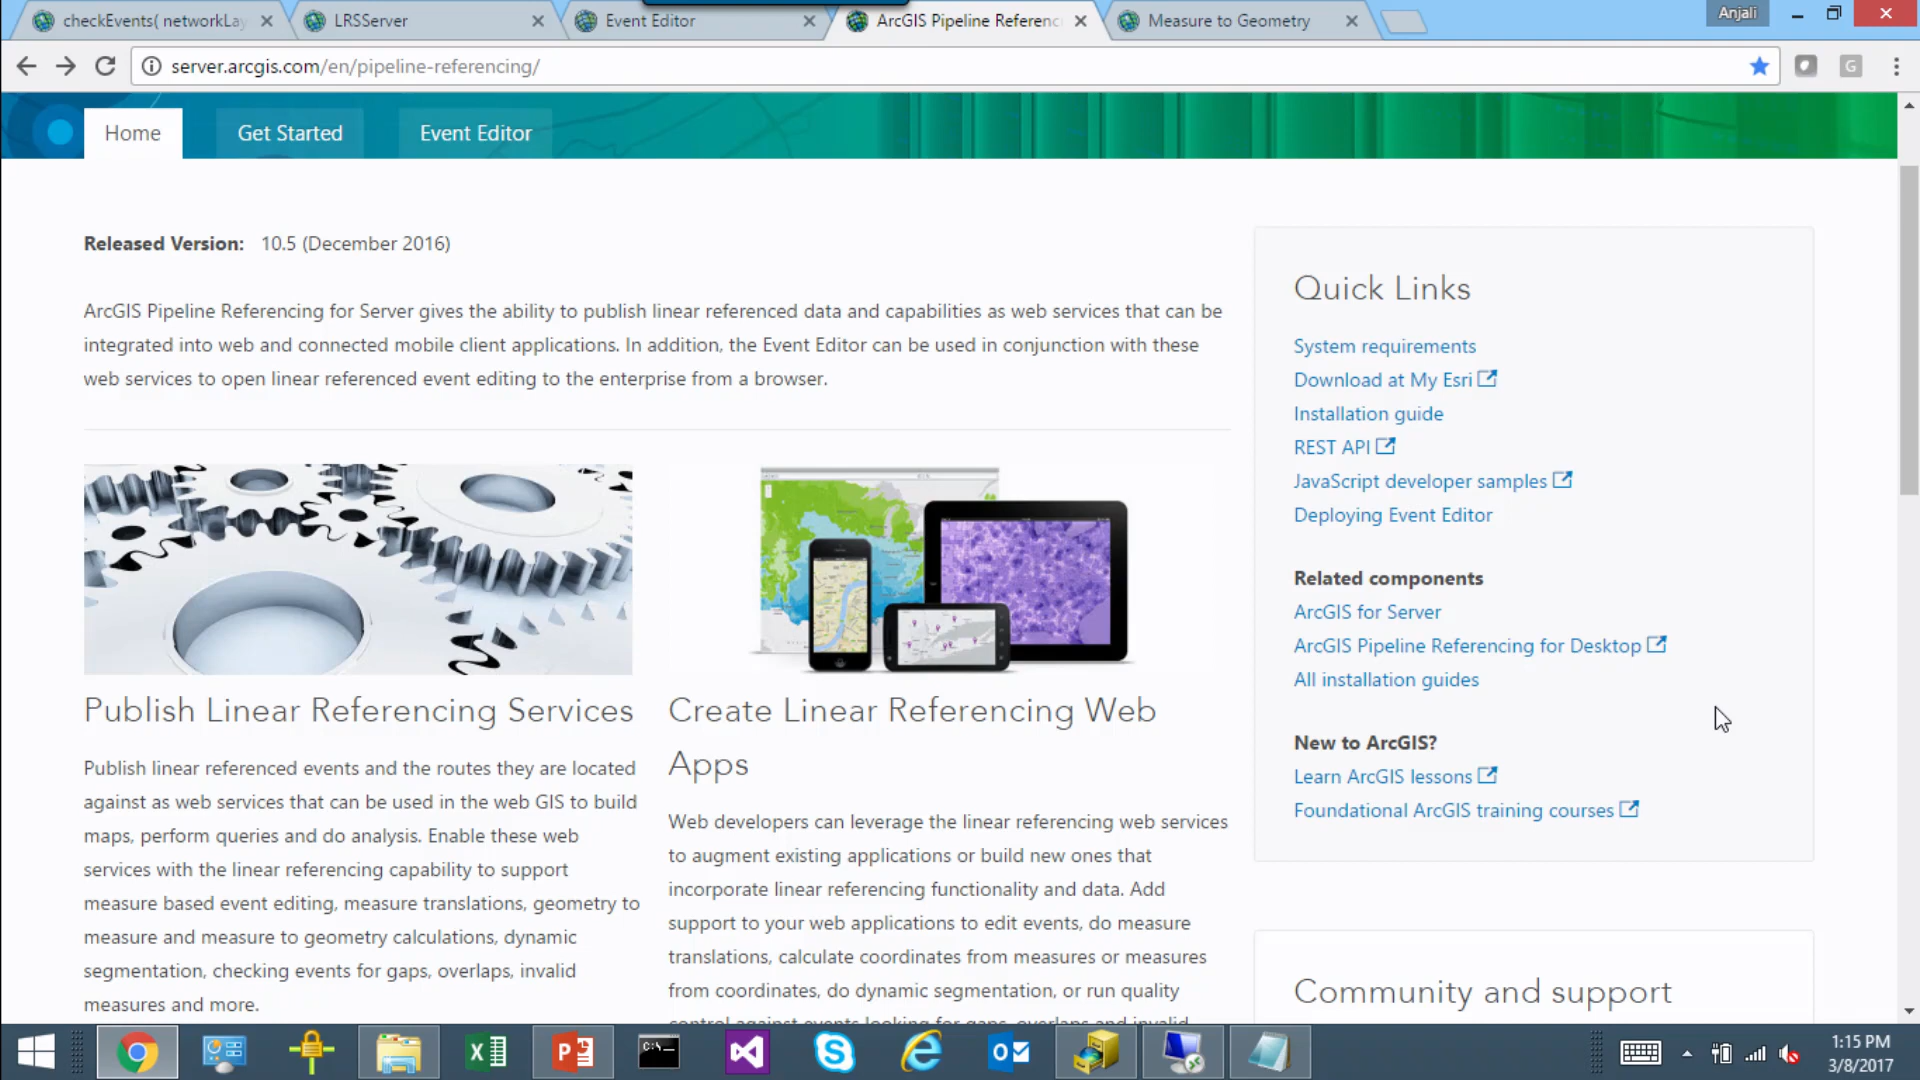 checkEvents( networkLay
LRSServer
Event Editor
ArcGIS Pipeline Referenc
Measure to Geometry
Anjali
server.arcgis.com/en/pipeline-referencing/
G
Home
Get Started
Event Editor
Released Version: 10.5 (December 2016)
ArcGIS Pipeline Referencing for Server gives the ability to publish linear referenced data and capabilities as web services that can be
integrated into web and connected mobile client applications. In addition, the Event Editor can be used in conjunction with these
web services to open linear referenced event editing to the enterprise from a browser.
Publish Linear Referencing Services
Publish linear referenced events and the routes they are located
against as web services that can be used in the web GIS to build
maps, perform queries and do analysis. Enable these web
services with the linear referencing capability to support
measure based event editing, measure translations, geometry to
measure and measure to geometry calculations, dynamic
segmentation, checking events for gaps, overlaps, invalid
measures and more.
Create Linear Referencing Web
Apps
Web developers can leverage the linear referencing web services
to augment existing applications or build new ones that
incorporate linear referencing functionality and data. Add
support to your web applications to edit events, do measure
translations, calculate coordinates from measures or measures
from coordinates, do dynamic segmentation, or run quality
control against events looking for gaps, overlaps and invalid
Quick Links
System requirements
Download at My Esri
Installation guide
REST API
JavaScript developer samples
Deploying Event Editor
Related components
ArcGIS for Server
ArcGIS Pipeline Referencing for Desktop
All installation guides
New to ArcGIS?
Learn ArcGIS lessons
Foundational ArcGIS training courses
Community and support
1:15 PM
3/8/2017